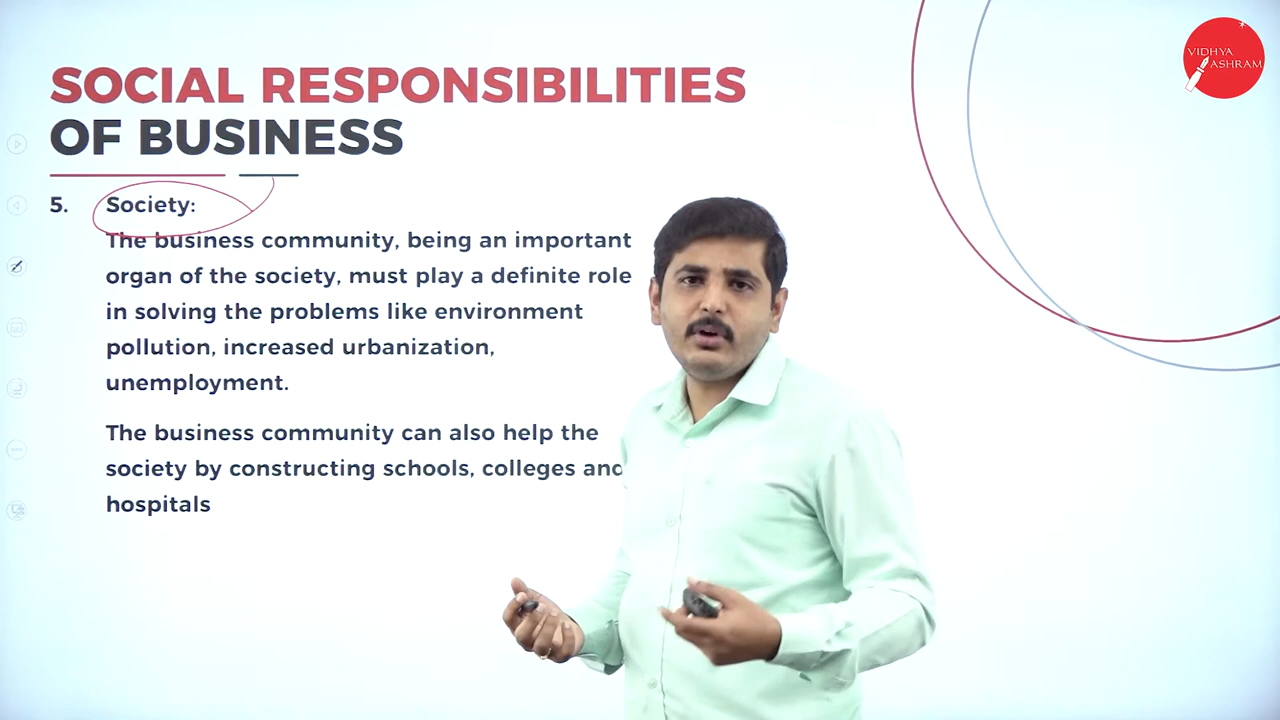 VIDHYA
ASHRAM
SOCIAL RESPONSIBILITIES
OF BUSINESS
5. Society:
The business community, being an important
organ of the society, must play a definite role
in solving the problems like environment
pollution, increased urbanization,
unemployment.
The business community can also help the
society by constructing schools, colleges and
hospitals